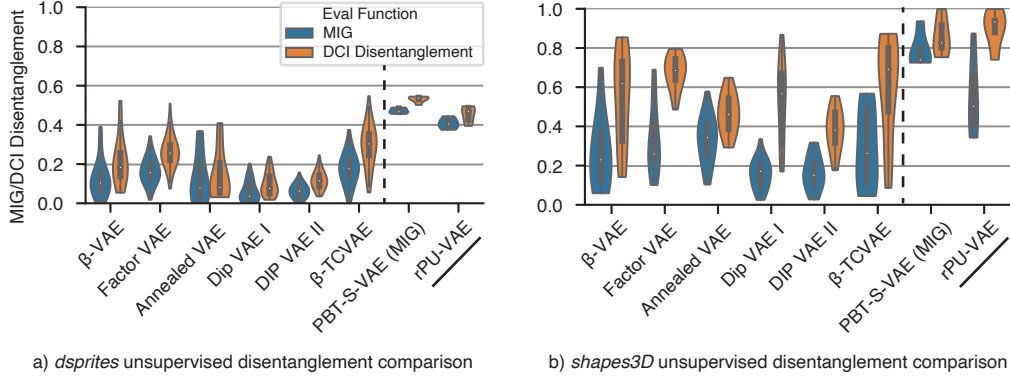 Eval Function
MIG
DCI Disentanglement
MIG/DCI Disentanglement
1.0
0.8
0.6
0.4
0.2
0.0
β-VAE
Factor VAE
Annealed VAE
Dip VAE I
DIP VAE II
β-TCVAE
PBT-S-VAE (MIG)
rPU-VAE
a) dsprites unsupervised disentanglement comparison
1.0
0.8
0.6
0.4
0.2
0.0
β-VAE
Factor VAE
Annealed VAE
Dip VAE I
DIP VAE II
β-TCVAE
PBT-S-VAE (MIG)
rPU-VAE
b) shapes3D unsupervised disentanglement comparison